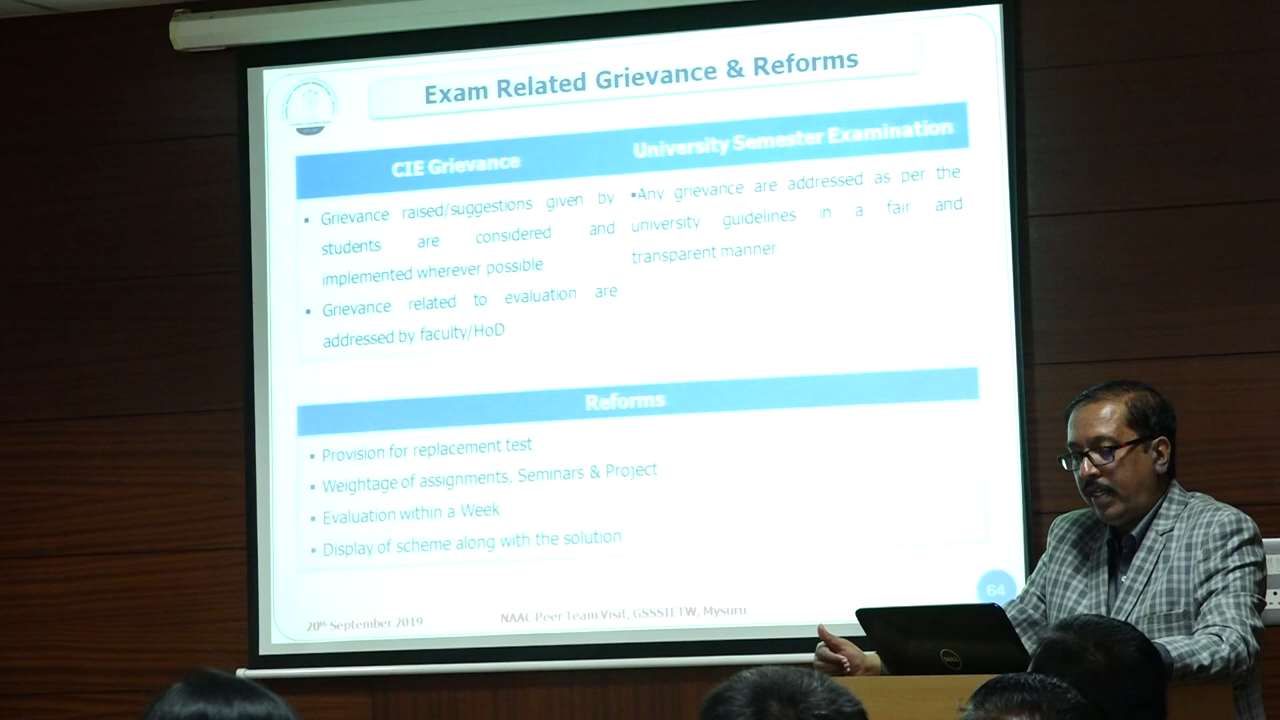 Exam Related Grievance & Reforms
CIE Grievance
▪ Grievance raised/suggestions given by
students are considered and
implemented wherever possible
▪ Grievance related to evaluation are
addressed by faculty/HoD
University Semester Examination
▪Any grievance are addressed as per the
university guidelines in a fair and
transparent manner
Reforms
▪ Provision for replacement test
▪ Weightage of assignments, Seminars & Project
▪ Evaluation within a Week
▪ Display of scheme along with the solution
64
20th September 2019
NAAC Peer Team Visit, GSSSIETW, Mysuru
DELL